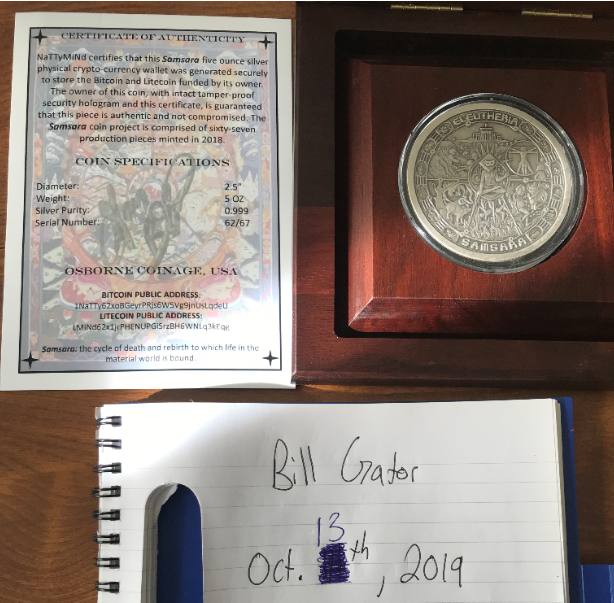 CERTIFICATE OF AUTHENTICITY
NaTTyMiNd certifies that this Samsara five ounce silver
physical crypto-currency wallet was generated securely
to store the Bitcoin and Litecoin funded by its owner.
The owner of this coin, with intact tamper-proof
security hologram and this certificate, is guaranteed
that this piece is authentic and not compromised. The
Samsara coin project is comprised of sixty-seven
production pieces minted in 2018.
COIN SPECIFICATIONS
Diameter: 2.5"
Weight: 5 OZ
Silver Purity: 0.999
Serial Number: 62/67
OSBORNE COINAGE, USA
BITCOIN PUBLIC ADDRESS:
LITECOIN PUBLIC ADDRESS:
Samsara: the cycle of death and rebirth to which life in the
material world is bound.
ELEUTHERIA
SAMSARA
Bill Gator
13
Oct. th, 2019